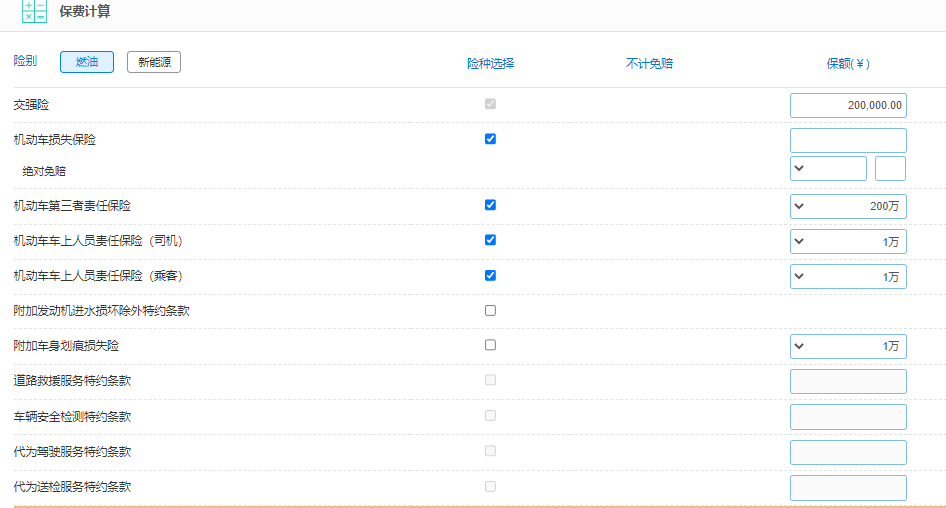 保费计算
险别 燃油 新能源 险种选择 不计免赔 保额(￥)
交强险 200,000.00
机动车损失保险
绝对免赔
机动车第三者责任保险 200万
机动车车上人员责任保险（司机） 1万
机动车车上人员责任保险（乘客） 1万
附加发动机进水损坏除外特约条款
附加车身划痕损失险 1万
道路救援服务特约条款
车辆安全检测特约条款
代为驾驶服务特约条款
代为送检服务特约条款